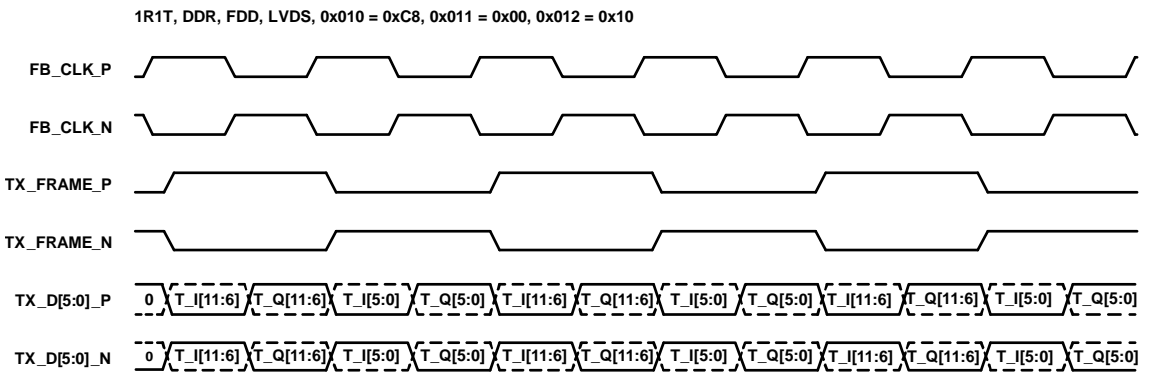 1R1T, DDR, FDD, LVDS, 0x010 = 0xC8, 0x011 = 0x00, 0x012 = 0x10
FB_CLK_P
FB_CLK_N
TX_FRAME_P
TX_FRAME_N
TX_D[5:0]_P 0 T_I[11:6] T_Q[11:6] T_I[5:0] T_Q[5:0] T_I[11:6] T_Q[11:6] T_I[5:0] T_Q[5:0] T_I[11:6] T_Q[11:6] T_I[5:0] T_Q[5:0]
TX_D[5:0]_N 0 T_I[11:6] T_Q[11:6] T_I[5:0] T_Q[5:0] T_I[11:6] T_Q[11:6] T_I[5:0] T_Q[5:0] T_I[11:6] T_Q[11:6] T_I[5:0] T_Q[5:0]